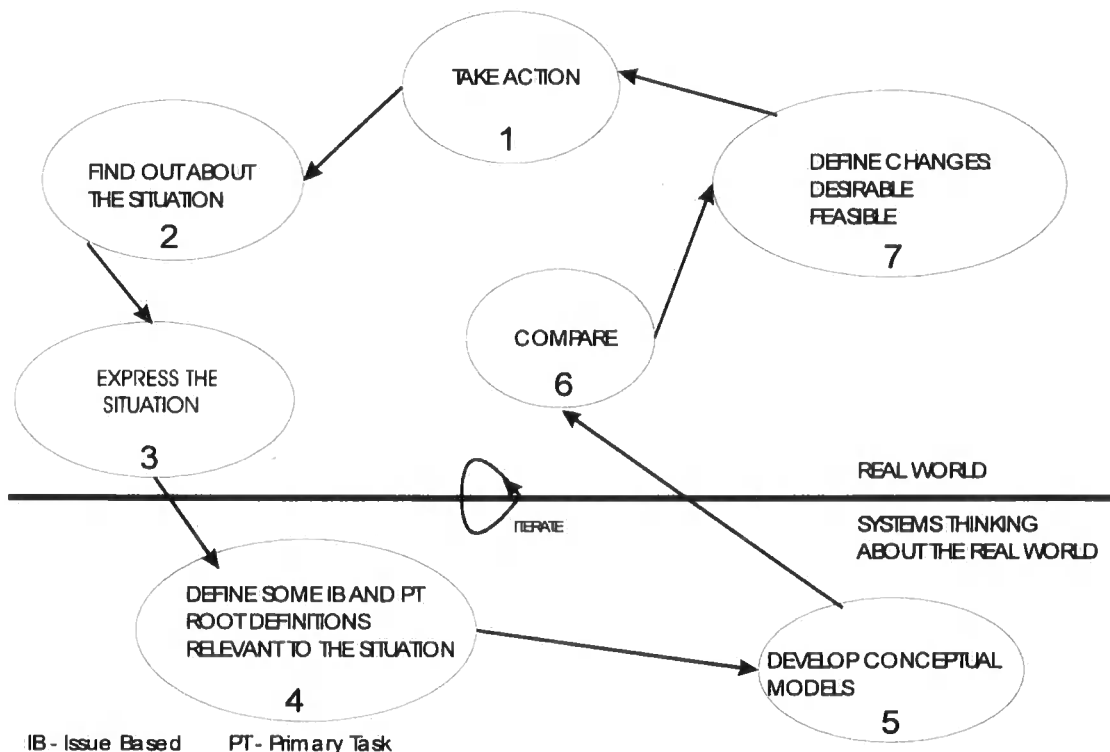 TAKE ACTION
1
FIND OUT ABOUT
THE SITUATION
2
DEFINE CHANGES:
DESIRABLE
FEASIBLE
7
COMPARE
6
EXPRESS THE
SITUATION
3
REAL WORLD
ITERATE
SYSTEMS THINKING
ABOUT THE REAL WORLD
DEFINE SOME IB AND PT
ROOT DEFINITIONS
RELEVANT TO THE SITUATION
4
DEVELOP CONCEPTUAL
MODELS
5
IB - Issue Based PT - Primary Task